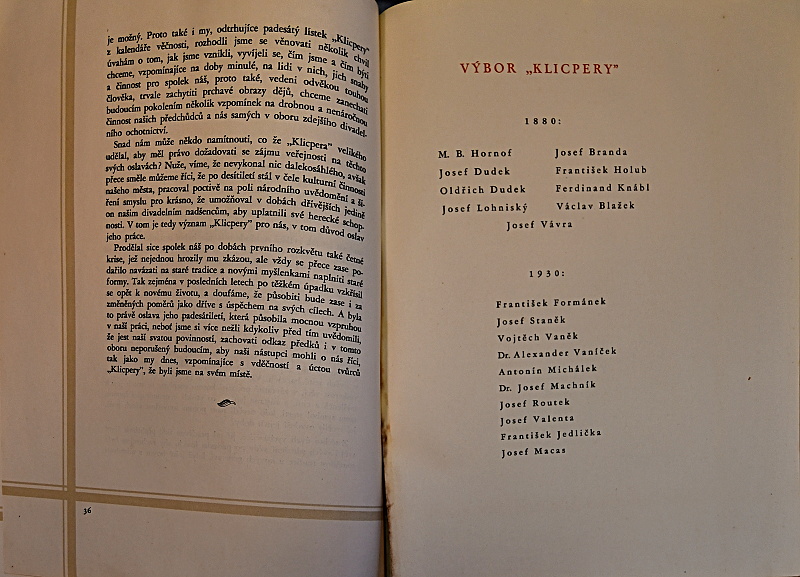 je možný. Proto také i my, odtrhujíce padesátý lístek „Klicpery“
z kalendáře věčnosti, rozhodli jsme se věnovati několik chvil
úvahám o tom, jak jsme vznikli, vyvíjeli se, čím jsme a čím býti
chceme, vzpomínajíce na doby minulé, na lidi v nich, jich snahy
a činnost pro spolek náš, proto také, vedeni odvěkou touhou
člověka, trvale zachytiti prchavé obrazy dějů, chceme zanechati
budoucím pokolením několik vzpomínek na drobnou a nenáročnou
činnost našich předchůdců a nás samých v oboru zdejšího divadel-
ního ochotnictví.
Snad nám může někdo namítnouti, co že „Klicpera“ velikého
udělal, aby měl právo dožadovati se zájmu veřejnosti na těchto
svých oslavách? Nuže, víme, že nevykonal nic dalekosáhlého, avšak
přece směle můžeme říci, že po desítiletí stál v čele kulturní činnosti
našeho města, pracoval poctivě na poli národního uvědomění a ší-
ření smyslu pro krásno, že umožňoval v dobách dřívějších jedině
on našim divadelním nadšencům, aby uplatnili své herecké schop-
nosti. V tom je tedy význam „Klicpery“ pro nás, v tom důvod oslav
jeho práce.
Prodělal sice spolek náš po dobách prvního rozkvětu také četné
krise, jež nejednou hrozily mu zkázou, ale vždy se přece zase po-
dařilo navázati na staré tradice a novými myšlenkami naplniti staré
formy. Tak zejména v posledních letech po těžkém úpadku vzkřísil
se opět k novému životu, a doufáme, že působiti bude zase i za
změněných poměrů jako dříve s úspěchem na svých cílech. A byla
to právě oslava jeho padesátiletí, která působila mocnou vzpruhou
v naší práci, neboť jsme si více nežli kdykoliv před tím uvědomili,
že jest naší svatou povinností, zachovati odkaz předků i v tomto
oboru neporušený budoucím, aby naši nástupci mohli o nás říci,
tak jako my dnes, vzpomínajíce s vděčností a úctou tvůrců
„Klicpery“, že byli jsme na svém místě.
36
VÝBOR „KLICPERY”
1880:
M. B. Hornof Josef Branda
Josef Dudek František Holub
Oldřich Dudek Ferdinand Knábl
Josef Lohniský Václav Blažek
Josef Vávra
1930:
František Formánek
Josef Staněk
Vojtěch Vaněk
Dr. Alexander Vaníček
Antonín Michálek
Dr. Josef Machník
Josef Routek
Josef Valenta
František Jedlička
Josef Macas